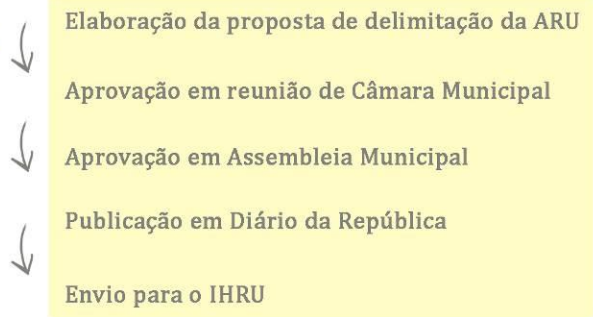 Elaboração da proposta de delimitação da ARU
Aprovação em reunião de Câmara Municipal
Aprovação em Assembleia Municipal
Publicação em Diário da República
Envio para o IHRU